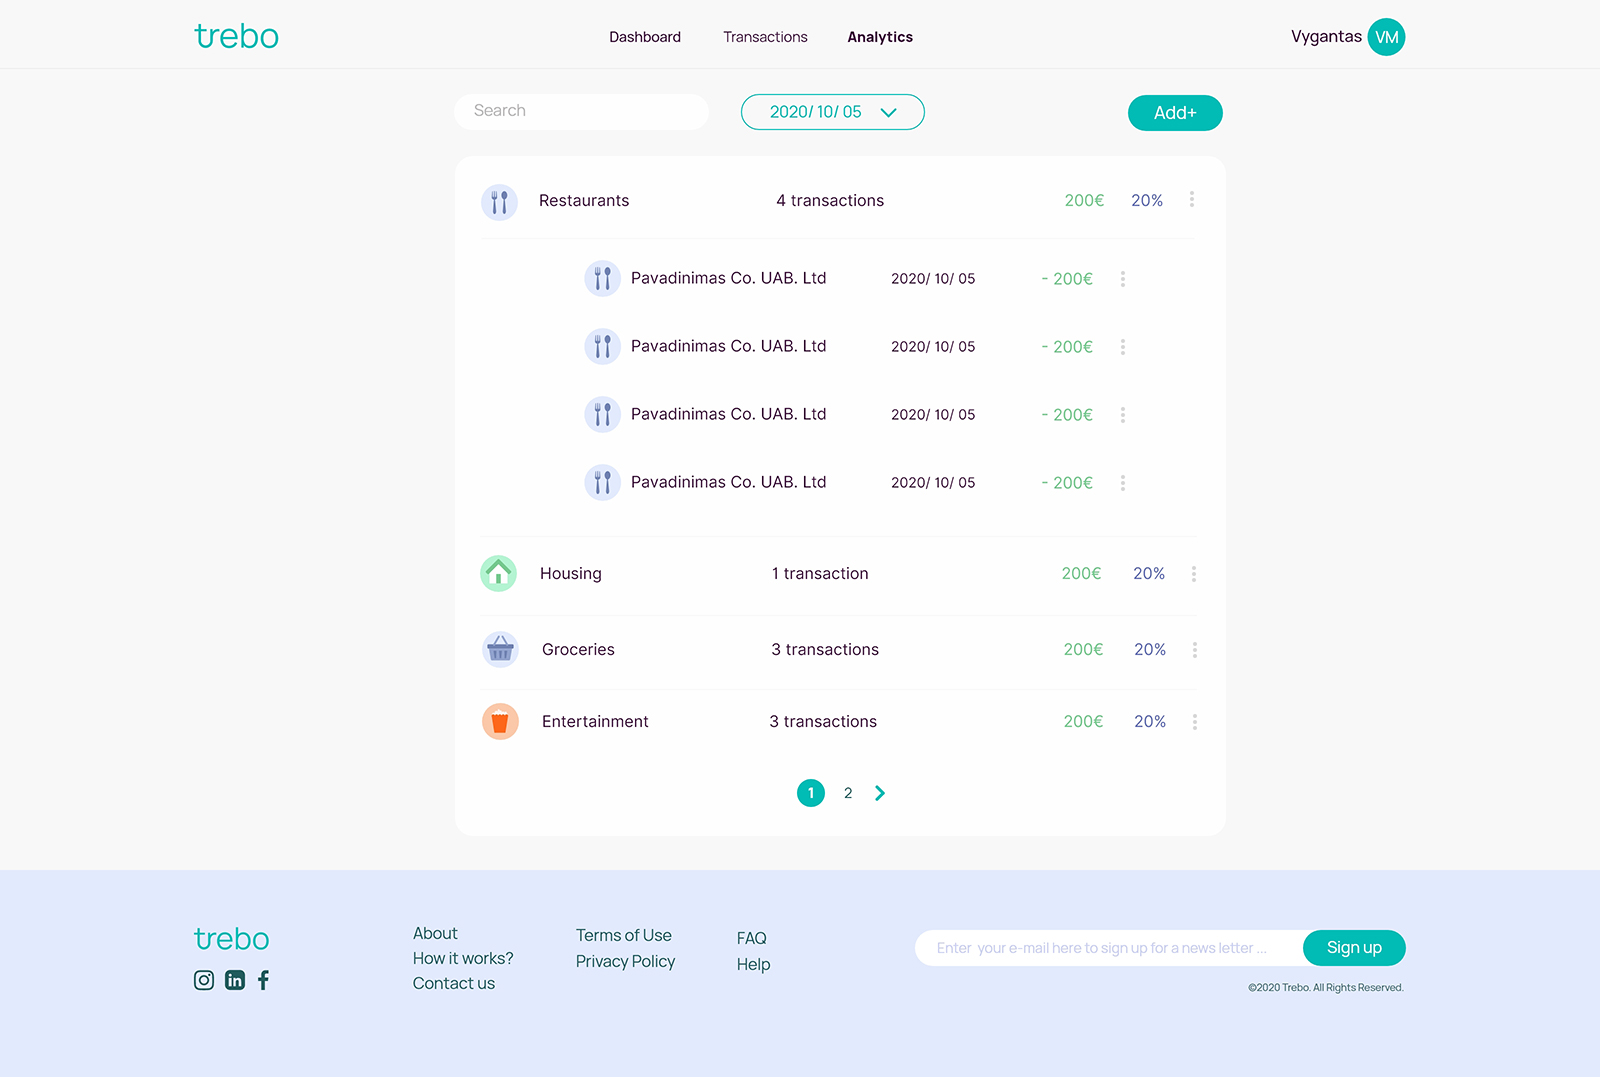 trebo
Dashboard Transactions Analytics
Vygantas VM
Search 2020/ 10/ 05 Add+
Restaurants 4 transactions 200€ 20%
Pavadinimas Co. UAB. Ltd 2020/ 10/ 05 - 200€
Pavadinimas Co. UAB. Ltd 2020/ 10/ 05 - 200€
Pavadinimas Co. UAB. Ltd 2020/ 10/ 05 - 200€
Pavadinimas Co. UAB. Ltd 2020/ 10/ 05 - 200€
Housing 1 transaction 200€ 20%
Groceries 3 transactions 200€ 20%
Entertainment 3 transactions 200€ 20%
1 2
trebo
in
About
How it works?
Contact us
Terms of Use
Privacy Policy
FAQ
Help
Enter your e-mail here to sign up for a news letter ... Sign up
©2020 Trebo. All Rights Reserved.